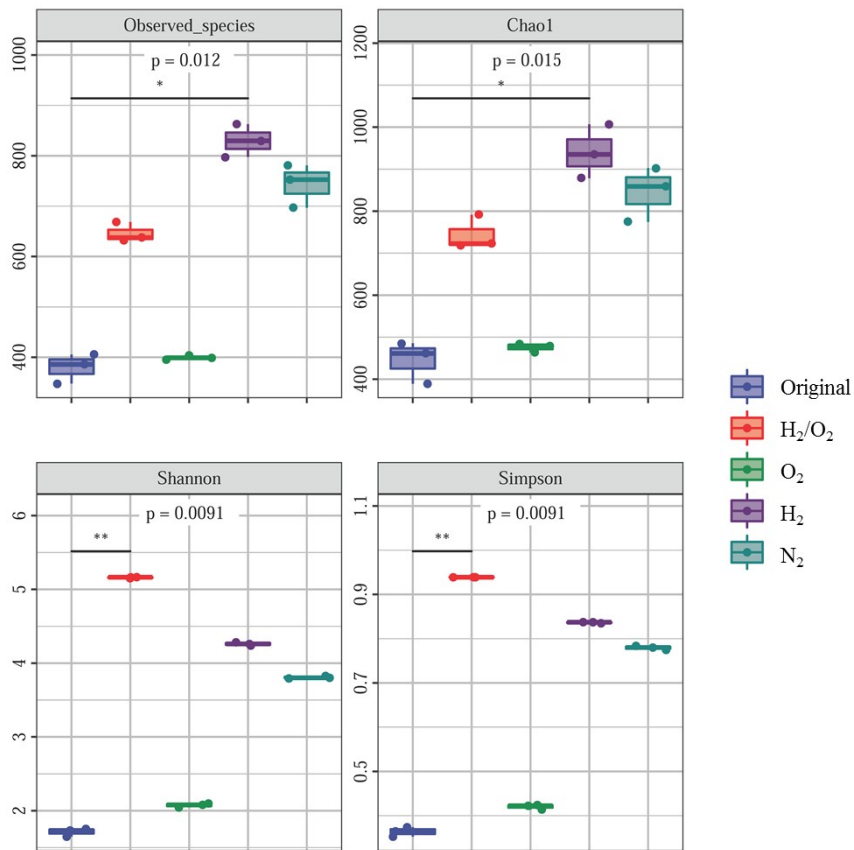 Observed_species
p = 0.012
*
1000
800
600
400
Chao1
p = 0.015
*
1200
1000
800
600
400
Shannon
p = 0.0091
**
6
5
4
3
2
Simpson
p = 0.0091
**
1.1
0.9
0.7
0.5
Original
H₂/O₂
O₂
H₂
N₂